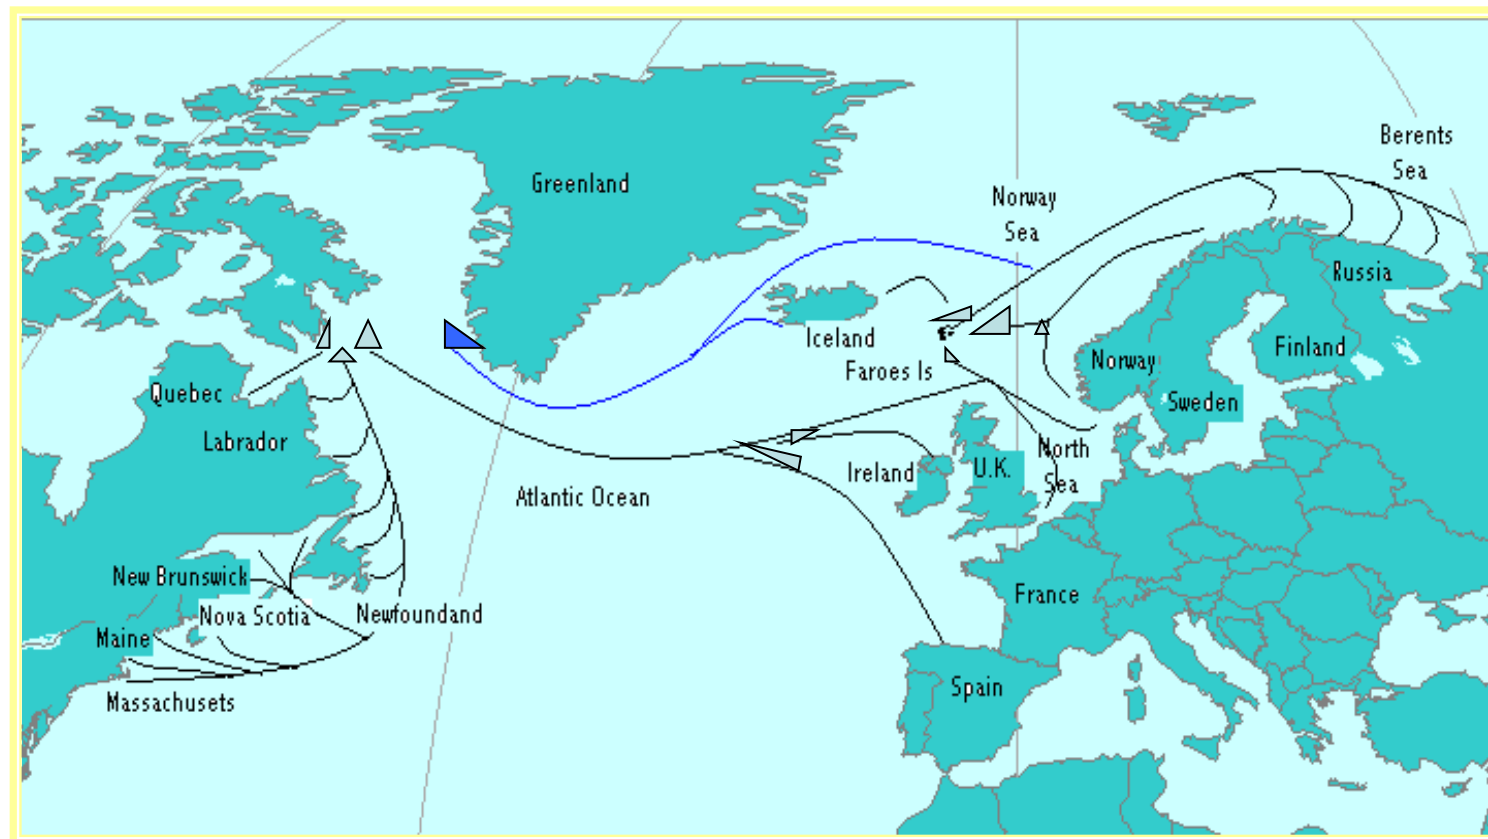 Berents
Sea
Greenland
Norway
Sea
Russia
Iceland
Finland
Norway
Faroes Is
Quebec
Sweden
Labrador
North
Sea
Ireland
U.K.
Atlantic Ocean
New Brunswick
France
Nova Scotia
Newfoundand
Maine
Spain
Massachusets